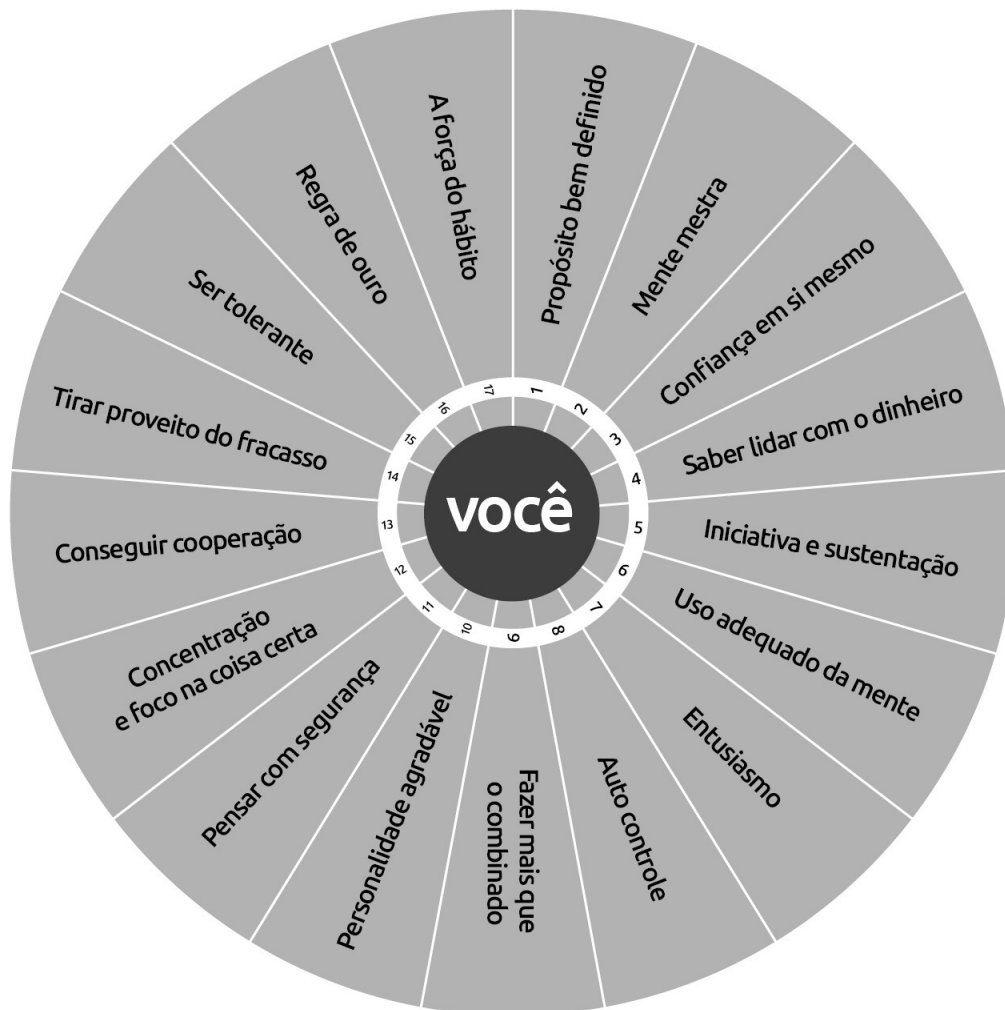 Propósito bem definido
Mente mestra
Confiança em si mesmo
Saber lidar com o dinheiro
Iniciativa e sustentação
Uso adequado da mente
Entusiasmo
Auto controle
Fazer mais que
o combinado
Personalidade agradável
Pensar com segurança
Concentração
e foco na coisa certa
Conseguir cooperação
Tirar proveito do fracasso
Ser tolerante
Regra de ouro
A força do hábito
1
2
3
4
5
6
7
8
9
10
11
12
13
14
15
16
17
você